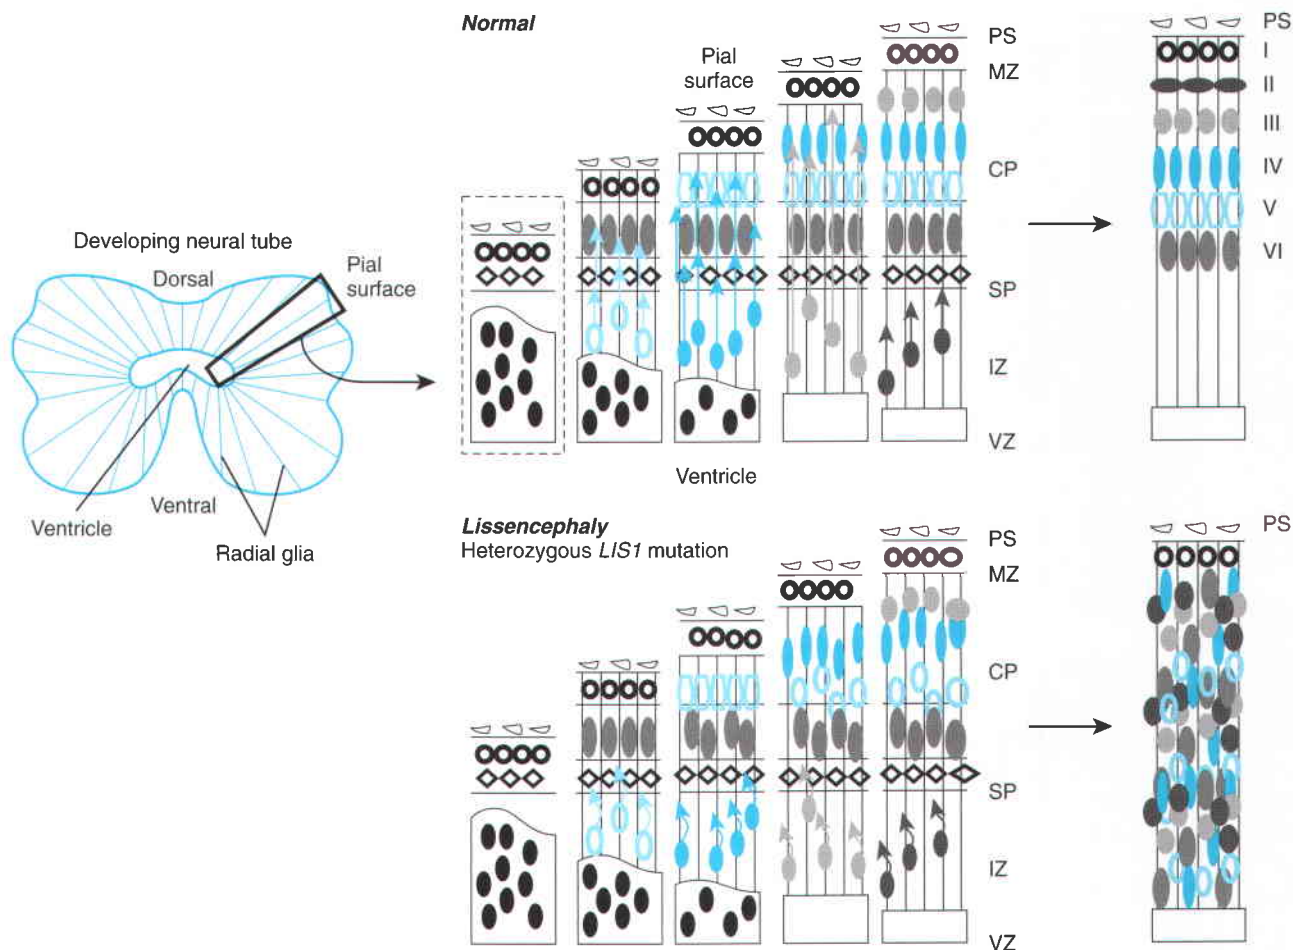 Normal
Pial
surface
PS
MZ
CP
SP
IZ
VZ
PS
I
II
III
IV
V
VI
Developing neural tube
Dorsal
Pial
surface
Ventral
Ventricle
Radial glia
Ventricle
Lissencephaly
Heterozygous LIS1 mutation
PS
MZ
CP
SP
IZ
VZ
PS